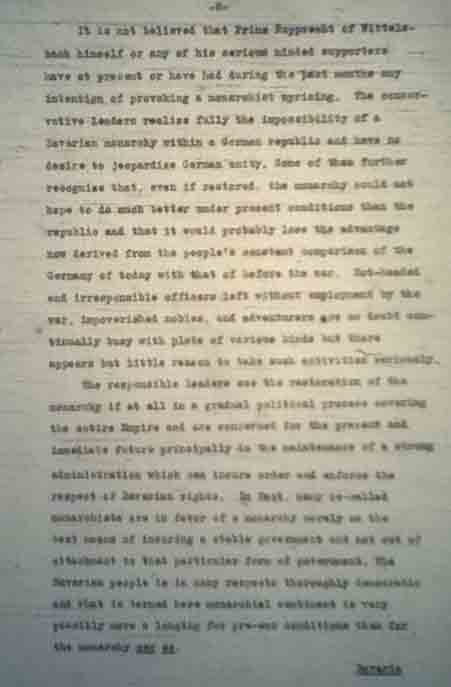 -8-
It is not believed that Prinz Rupprecht of Wittels-
bach himself or any of his serious minded supporters
have at present or have had during the past months any
intention of provoking a monarchist uprising. The conser-
vative leaders realize fully the impossibility of a
Bavarian monarchy within a German republic and have no
desire to jeopardize German unity. Some of them further
recognize that, even if restored, the monarchy could not
hope to do much better under present conditions than the
republic and that it would probably lose the advantage
now derived from the people's constant comparison of the
Germany of today with that of before the war. Hot-headed
and irresponsible officers left without employment by the
war, impoverished nobles, and adventurers are no doubt con-
tinually busy with plots of various kinds but there
appears but little reason to take such activities seriously.
The responsible leaders see the restoration of the
monarchy if at all in a gradual political process covering
the entire Empire and are concerned for the present and
immediate future principally in the maintenance of a strong
administration which can insure order and enforce the
respect of Bavarian rights. In fact, many so-called
monarchists are in favor of a monarchy merely as the
best means of insuring a stable government and not out of
attachment to that particular form of government. The
Bavarian people is in many respects thoroughly democratic
and what is termed here monarchial sentiment is very
possibly more a longing for pre-war conditions than for
the monarchy per se.
Bavaria